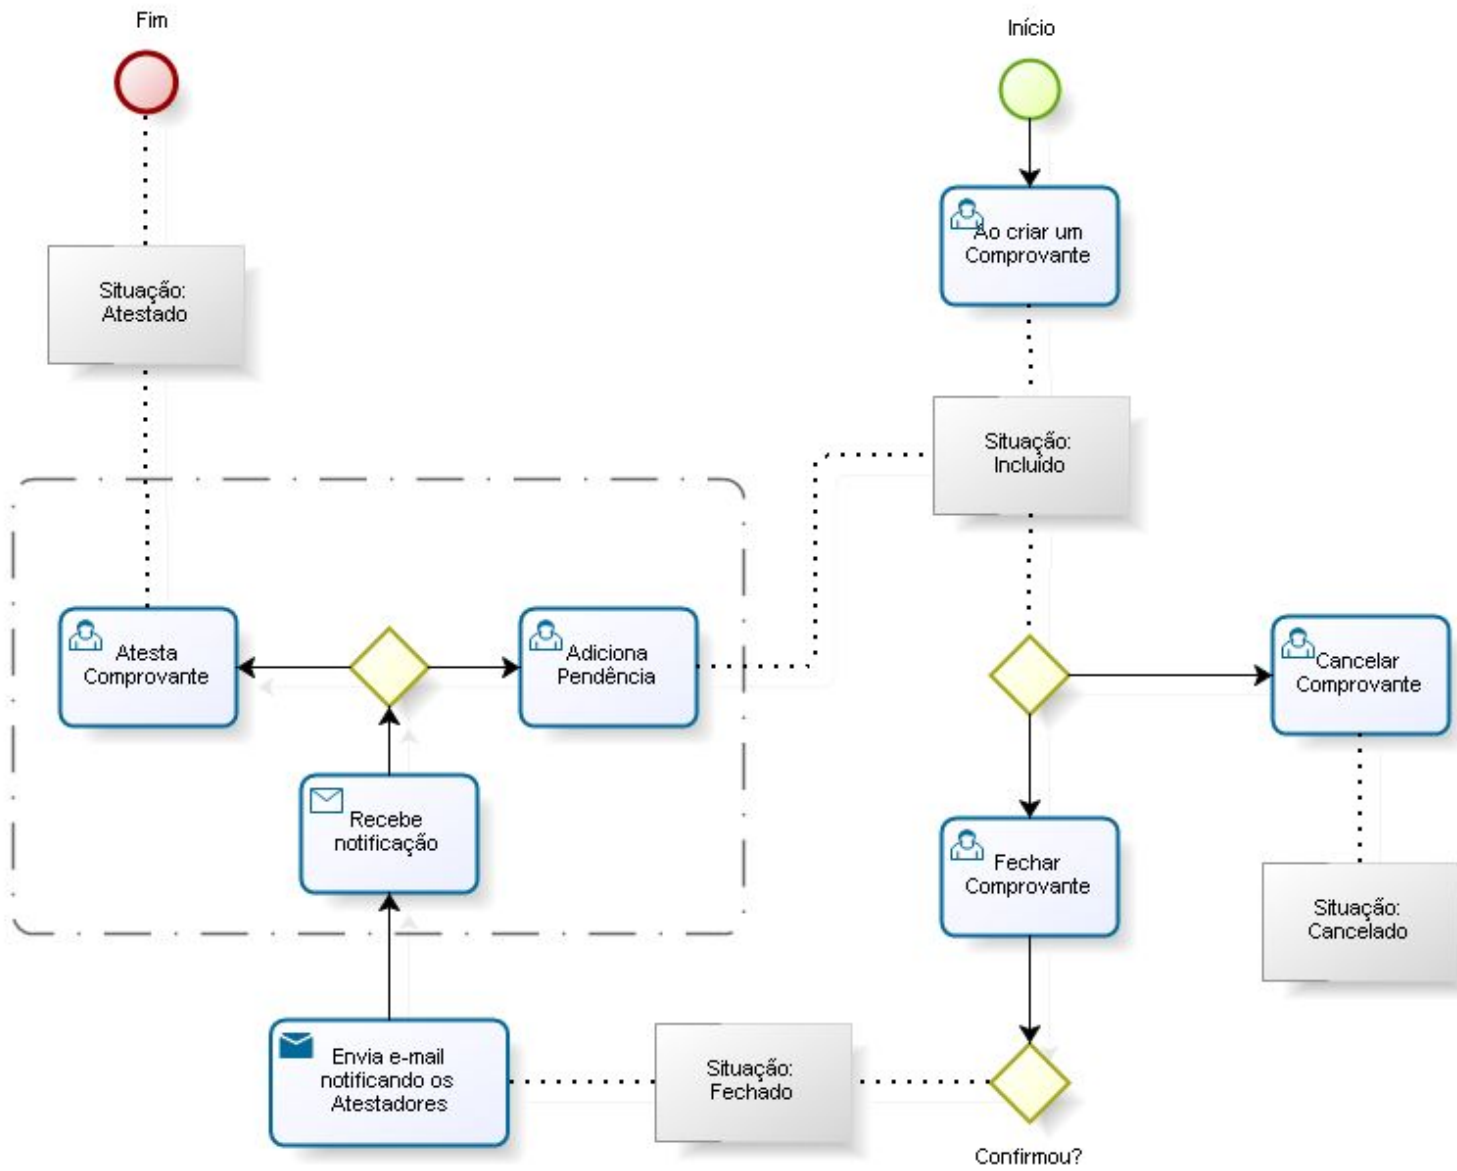 Fim
Início
Ao criar um
Comprovante
Situação:
Atestado
Situação:
Incluído
Atesta
Comprovante
Adiciona
Pendência
Cancelar
Comprovante
Recebe
notificação
Fechar
Comprovante
Situação:
Cancelado
Envia e-mail
notificando os
Atestadores
Situação:
Fechado
Confirmou?